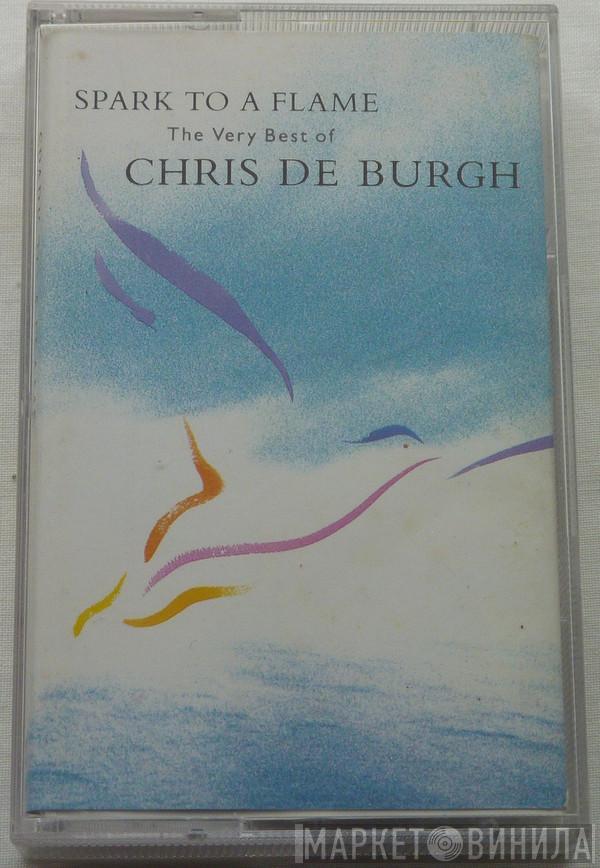 SPARK TO A FLAME
The Very Best of
CHRIS DE BURGH
МАРКЕТ ВИНИЛА